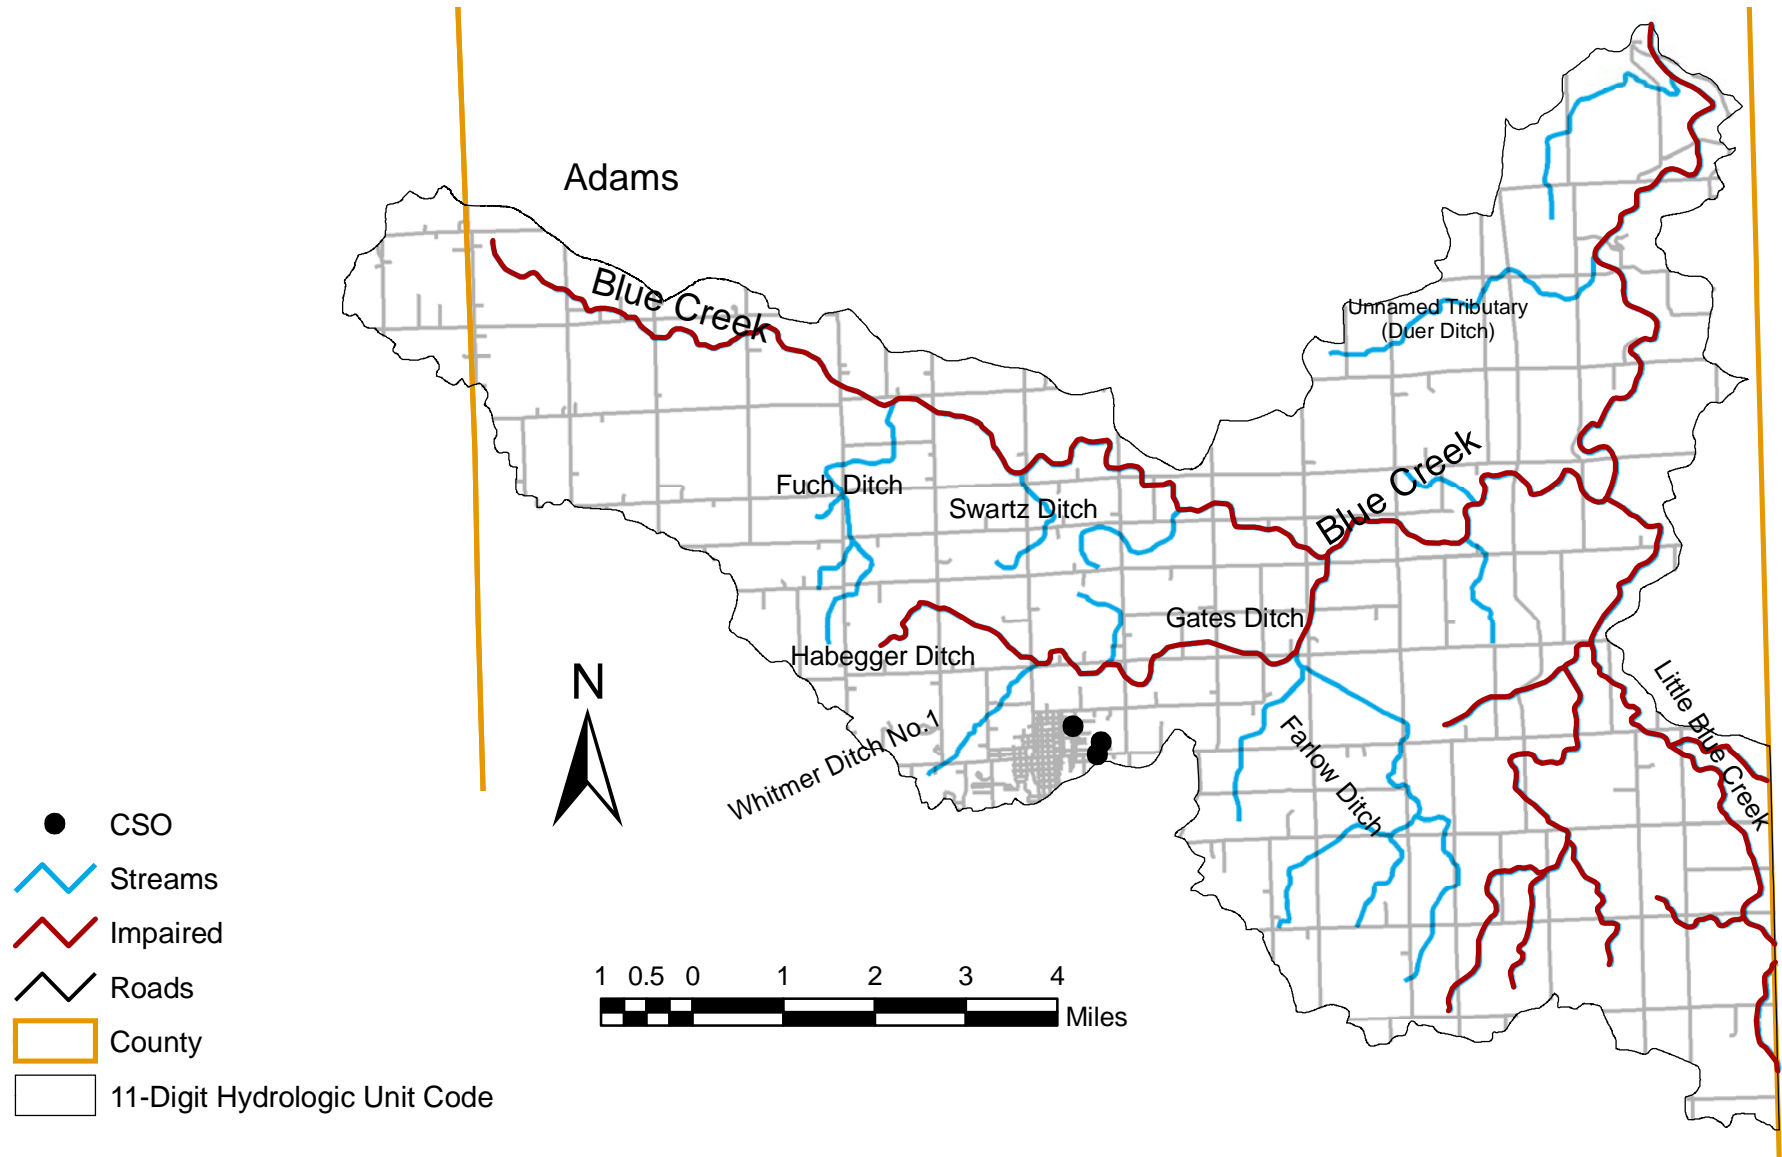 Adams
Blue Creek
Unnamed Tributary
(Duer Ditch)
Blue Creek
Fuch Ditch
Swartz Ditch
Gates Ditch
Habegger Ditch
Whitmer Ditch No.1
Farlow Ditch
Little Blue Creek
N
CSO
Streams
Impaired
Roads
County
11-Digit Hydrologic Unit Code
1 0.5 0 1 2 3 4
Miles